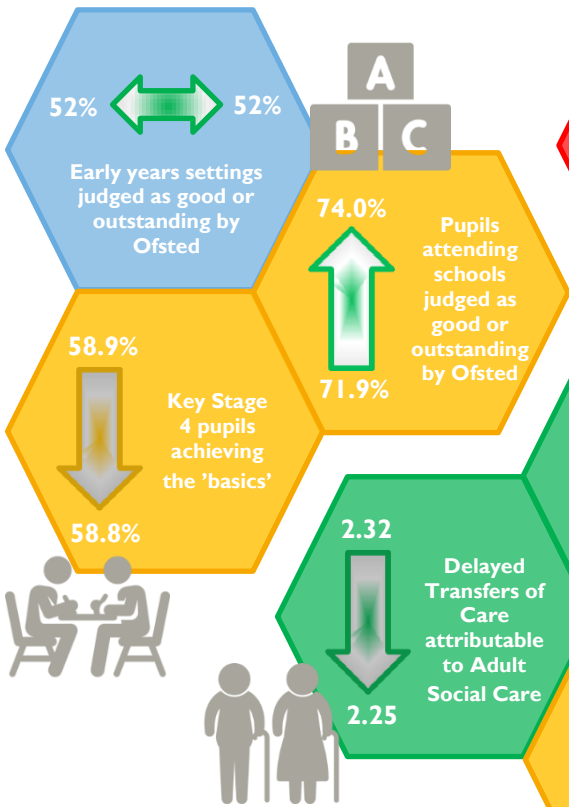 A
B C
52% 52%
Early years settings
judged as good or
outstanding by
Ofsted
74.0%
71.9%
Pupils
attending
schools
judged as
good or
outstanding
by Ofsted
58.9%
58.8%
Key Stage
4 pupils
achieving
the 'basics'
2.32
2.25
Delayed
Transfers of
Care
attributable
to Adult
Social Care